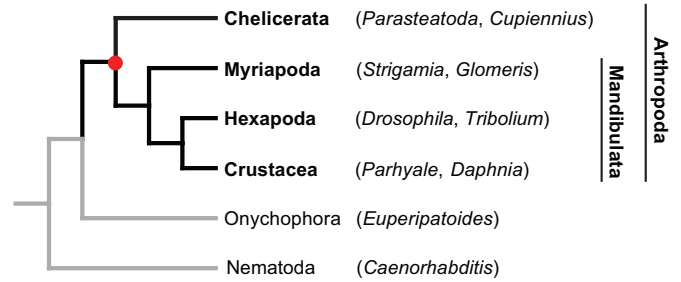 Chelicerata (Parasteatoda, Cupiennius)
Myriapoda (Strigamia, Glomeris)
Hexapoda (Drosophila, Tribolium)
Crustacea (Parhyale, Daphnia)
Onychophora (Euperipatoides)
Nematoda (Caenorhabditis)
Mandibulata
Arthropoda